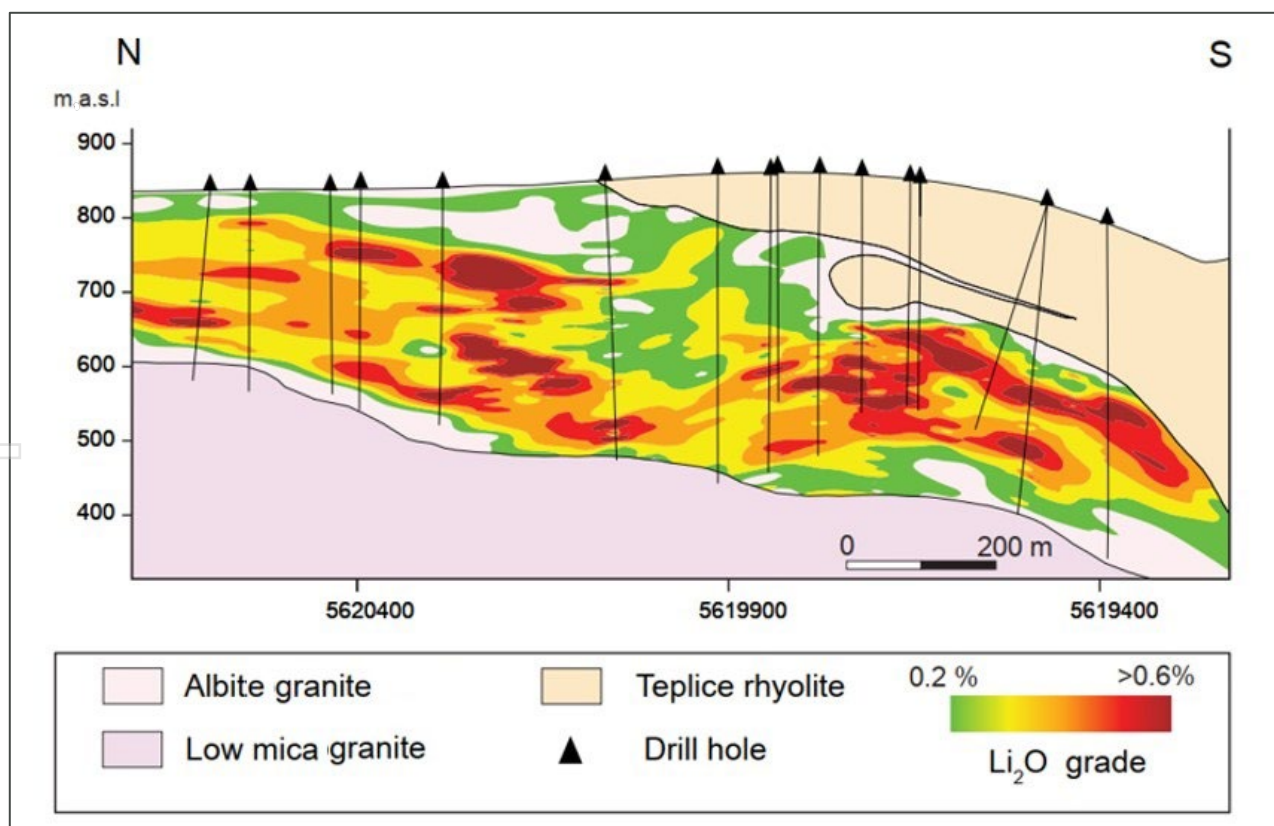 N
S
m.a.s.l
900
800
700
600
500
400
0 200 m
5620400 5619900 5619400
Albite granite
Teplice rhyolite
0.2 % >0.6%
Low mica granite
Drill hole
Li₂O grade